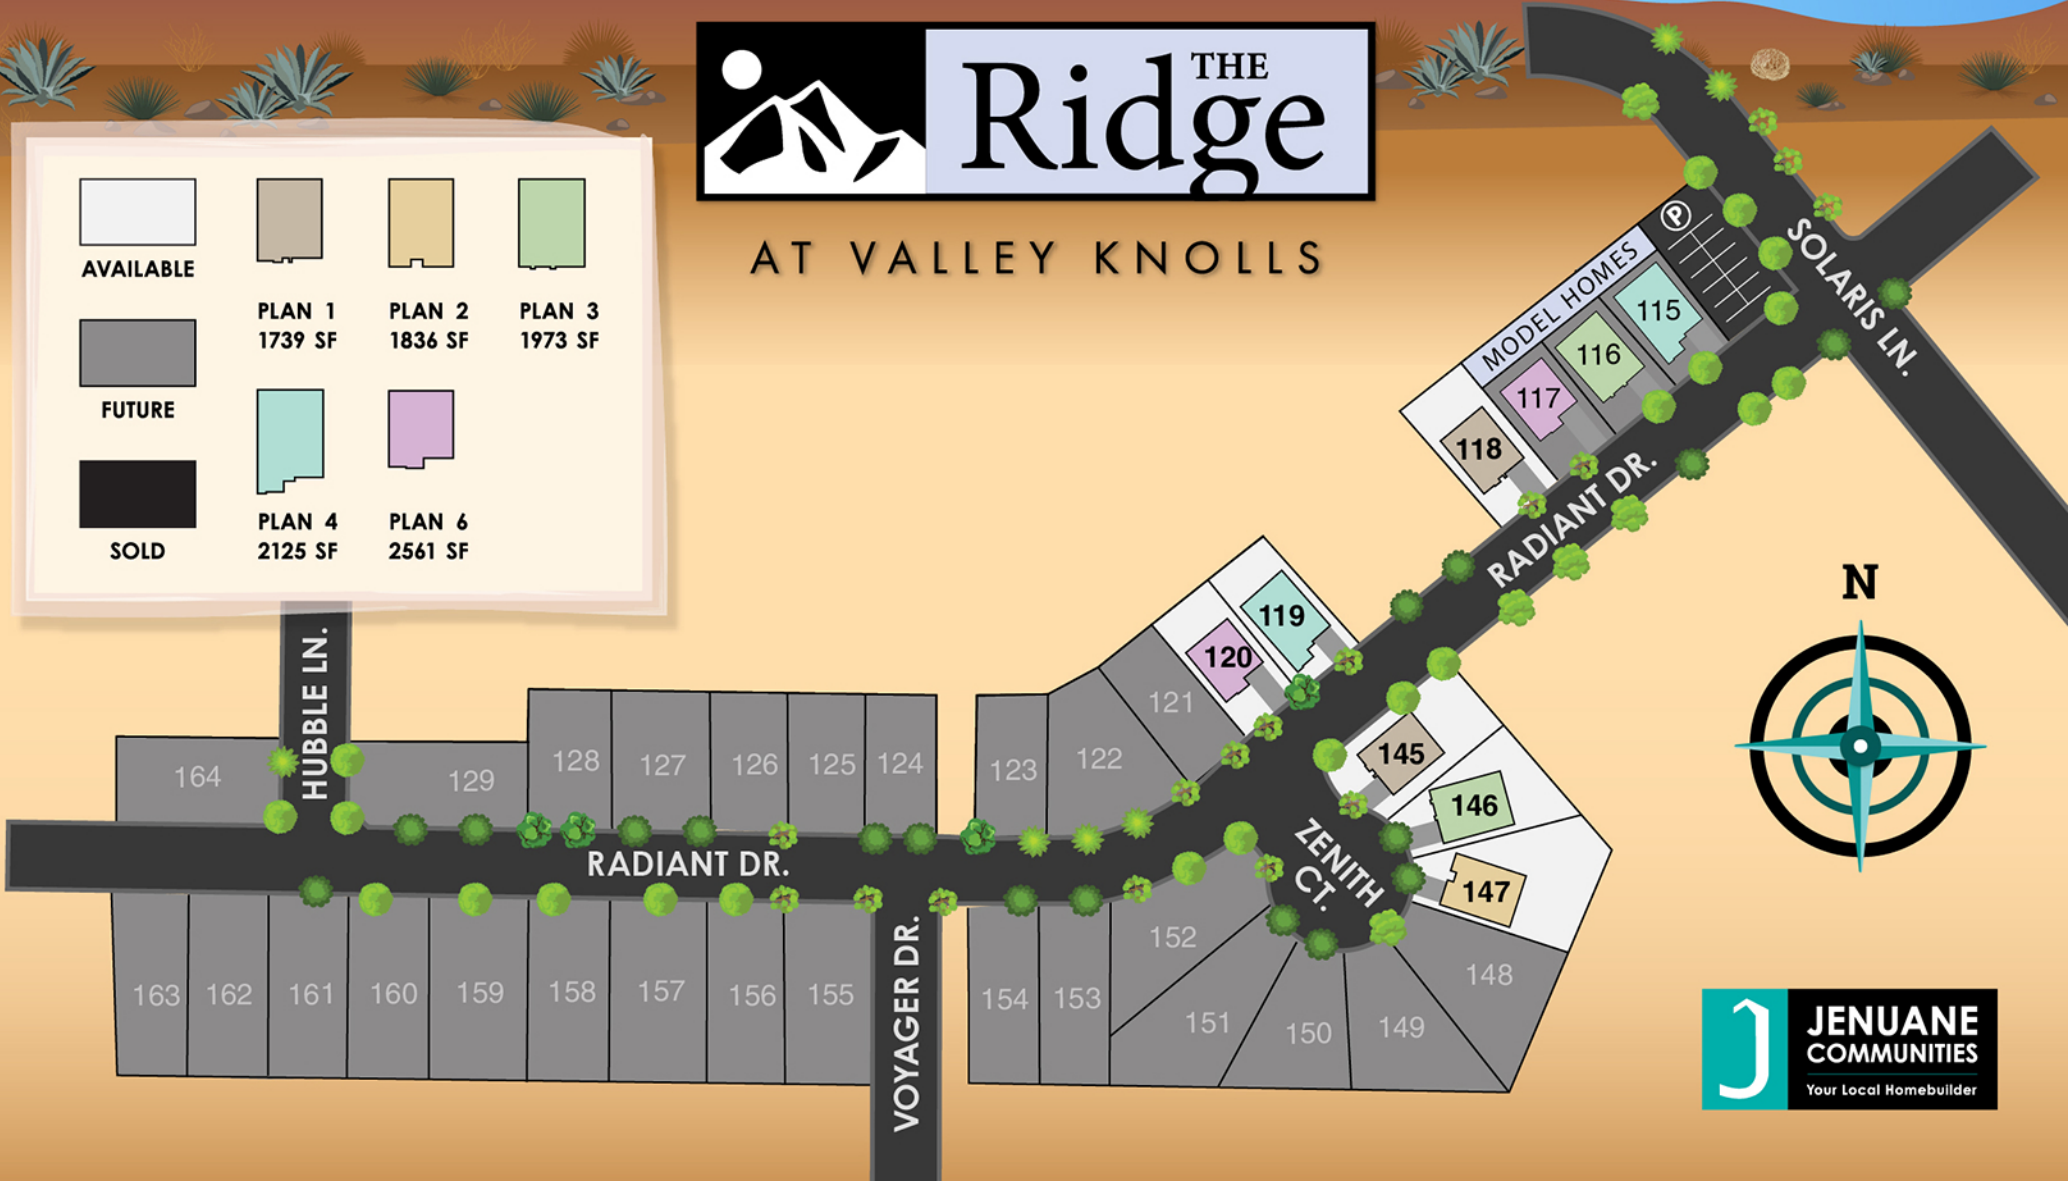 THE
Ridge
AT VALLEY KNOLLS
AVAILABLE
FUTURE
SOLD
PLAN 1
1739 SF
PLAN 2
1836 SF
PLAN 3
1973 SF
PLAN 4
2125 SF
PLAN 6
2561 SF
P
SOLARIS LN.
MODEL HOMES
115
116
117
118
RADIANT DR.
N
119
120
121
122
123
124
125
126
127
128
129
HUBBLE LN.
164
RADIANT DR.
145
146
147
ZENITH
CT.
148
149
150
151
152
153
154
VOYAGER DR.
155
156
157
158
159
160
161
162
163
J
JENUANE
COMMUNITIES
Your Local Homebuilder